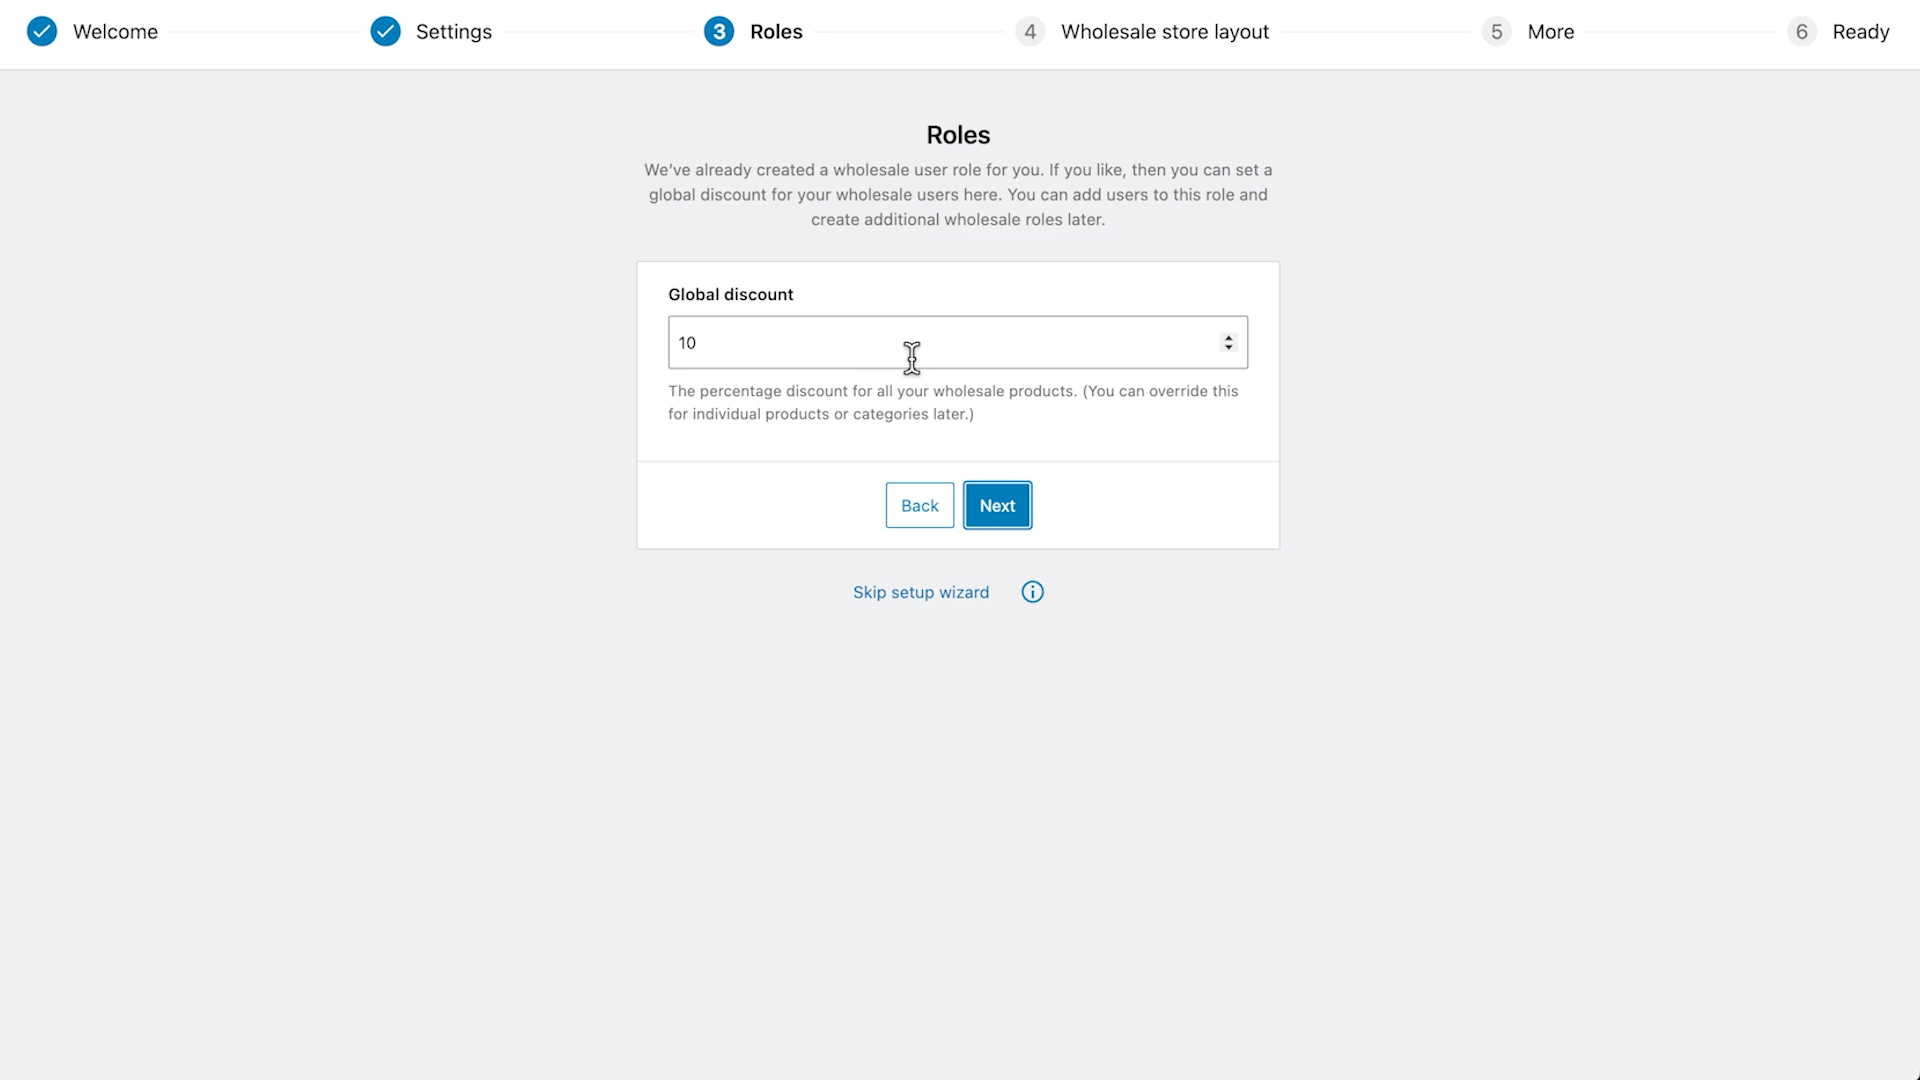 Welcome
Settings
3 Roles
4 Wholesale store layout
5 More
6 Ready
Roles
We've already created a wholesale user role for you. If you like, then you can set a
global discount for your wholesale users here. You can add users to this role and
create additional wholesale roles later.
Global discount
10
The percentage discount for all your wholesale products. (You can override this
for individual products or categories later.)
Back
Next
Skip setup wizard